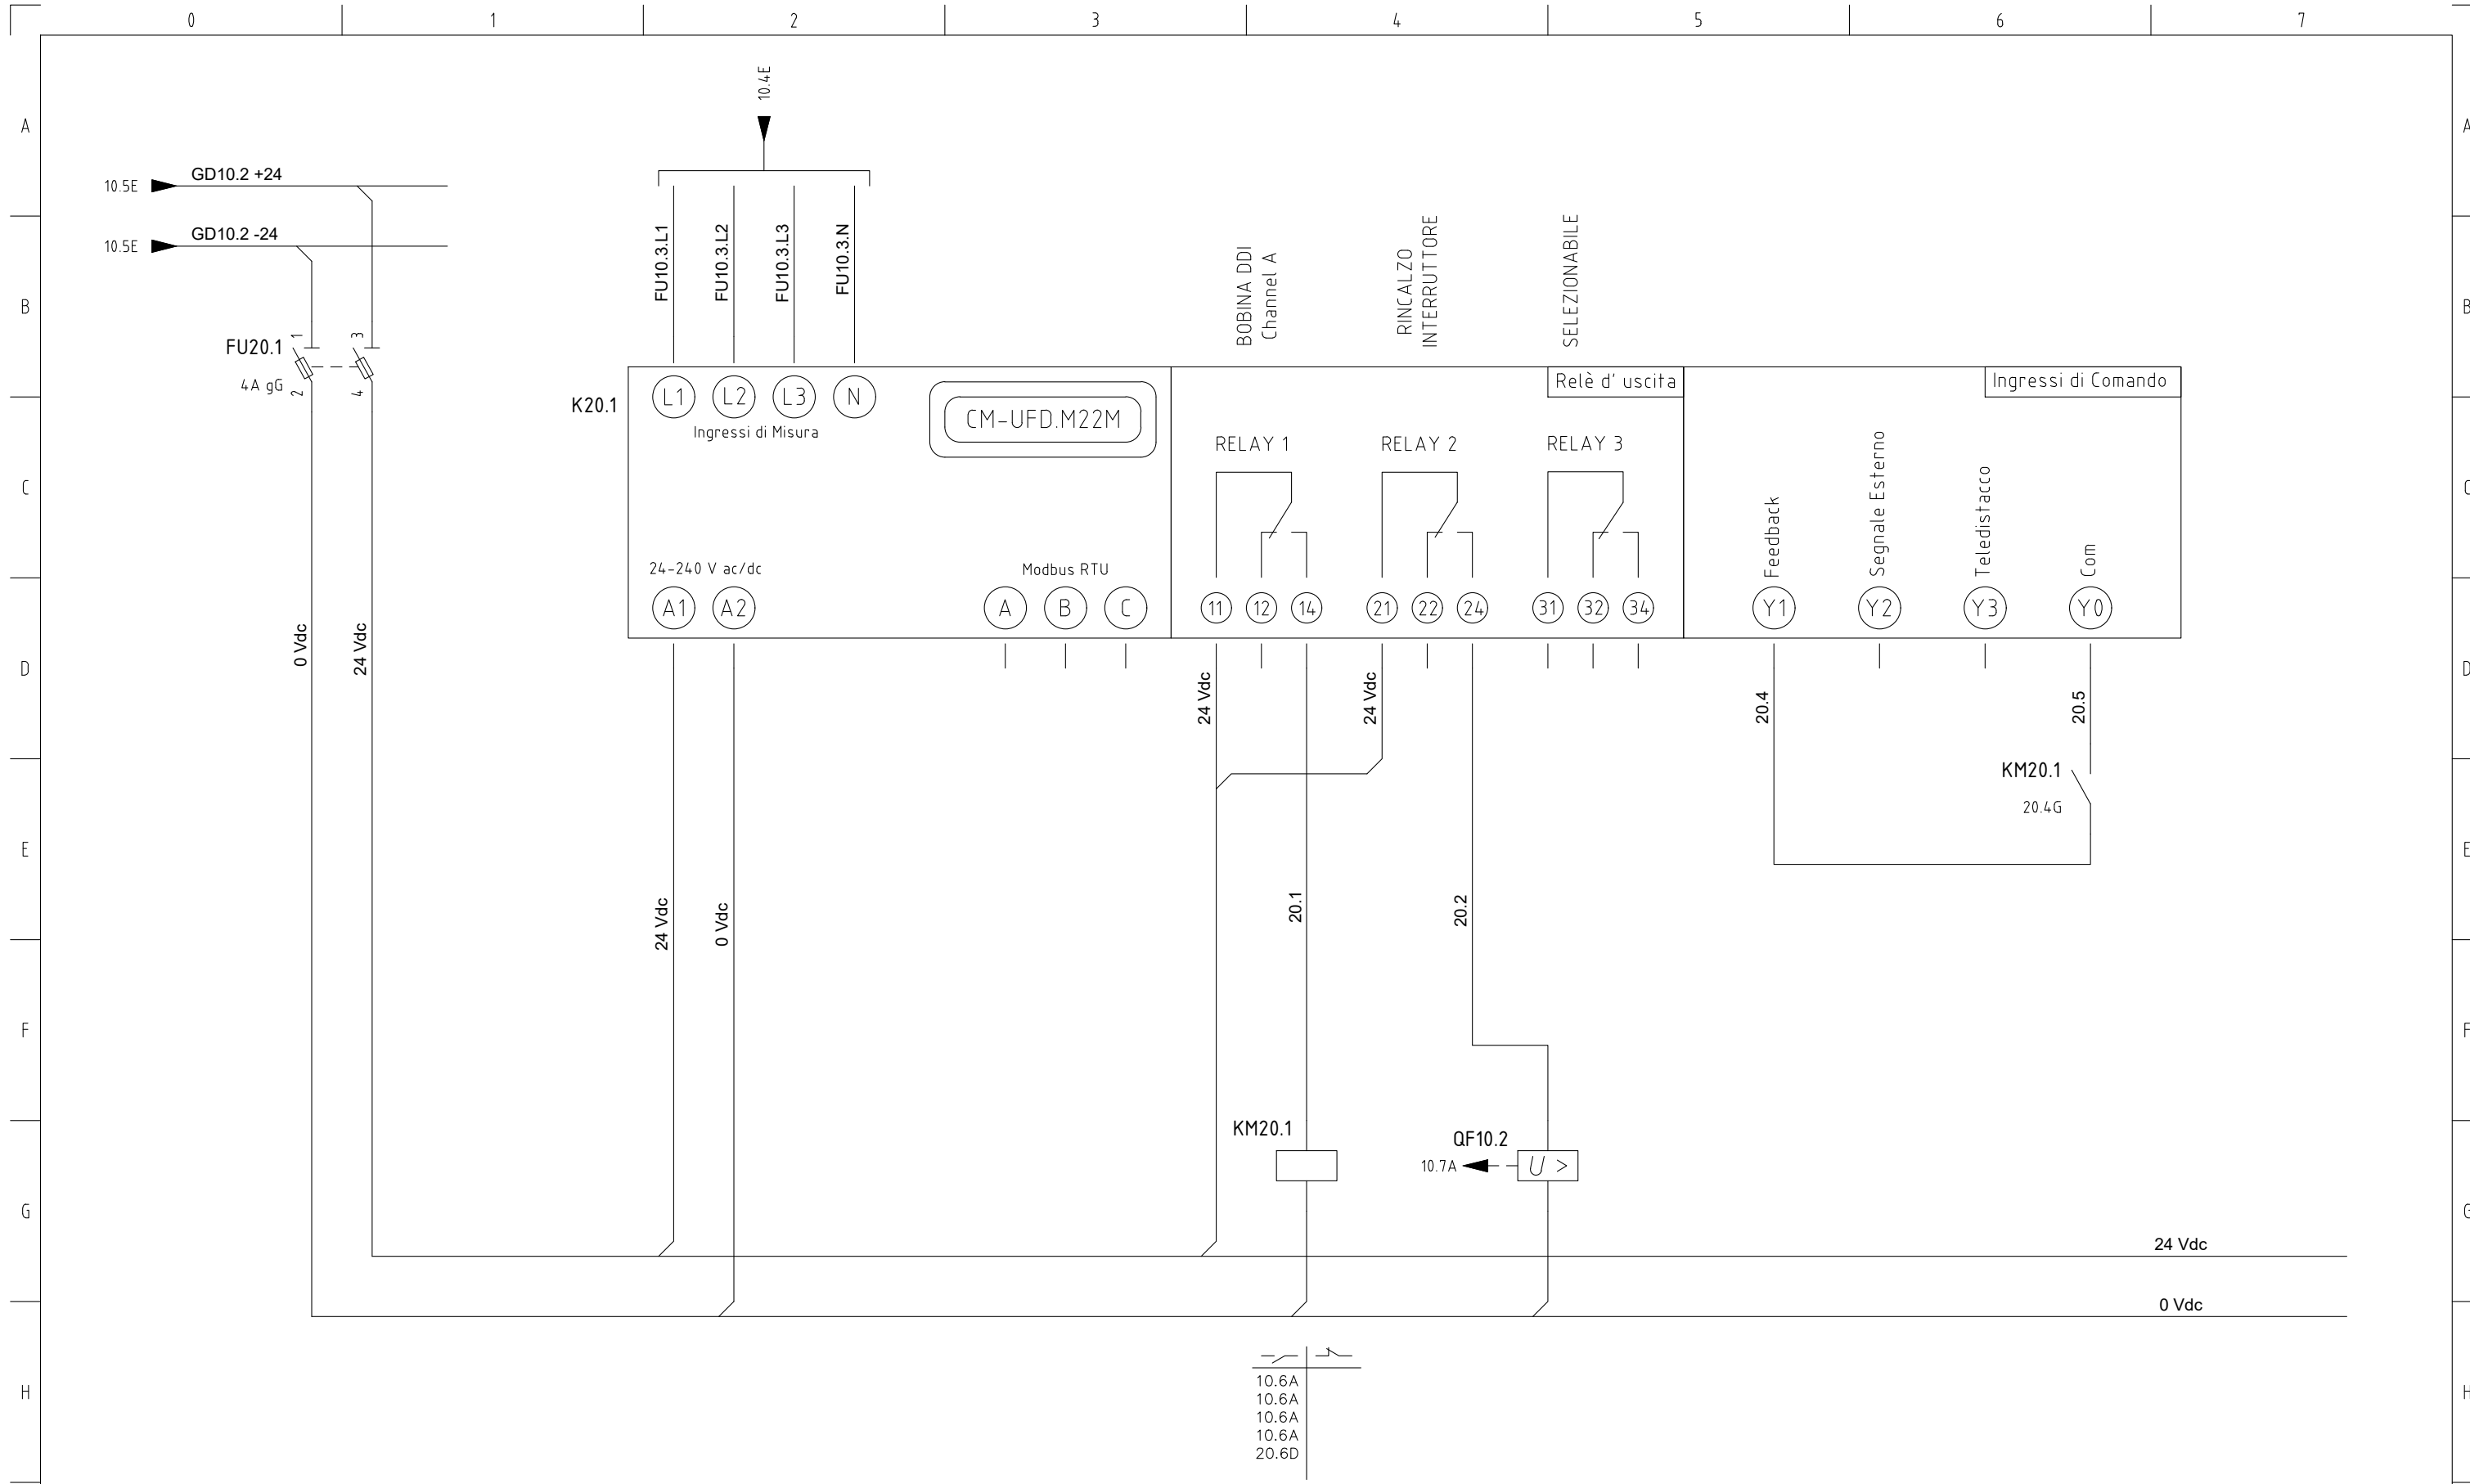 0 1 2 3 4 5 6 7
10.4E
A A
10.5E GD10.2 +24
10.5E GD10.2 -24
FU10.3.L1
FU10.3.L2
FU10.3.L3
FU10.3.N
BOBINA DDI
Channel A
RINCALZO
INTERRUTTORE
SELEZIONABILE
B B
FU20.1
4A gG
1
2
3
4
K20.1
L1 L2 L3 N
Ingressi di Misura
CM-UFD.M22M
Relè d' uscita
Ingressi di Comando
RELAY 1 RELAY 2 RELAY 3
C C
Feedback
Segnale Esterno
Teledistacco
Com
24-240 V ac/dc
Modbus RTU
A1 A2 A B C 11 12 14 21 22 24 31 32 34 Y1 Y2 Y3 Y0
0 Vdc
24 Vdc
D D
24 Vdc
24 Vdc
20.4
20.5
KM20.1
20.4G
E E
24 Vdc
0 Vdc
20.1
20.2
F F
KM20.1
QF10.2
10.7A
U >
G G
24 Vdc
0 Vdc
H H
10.6A
10.6A
10.6A
10.6A
20.6D